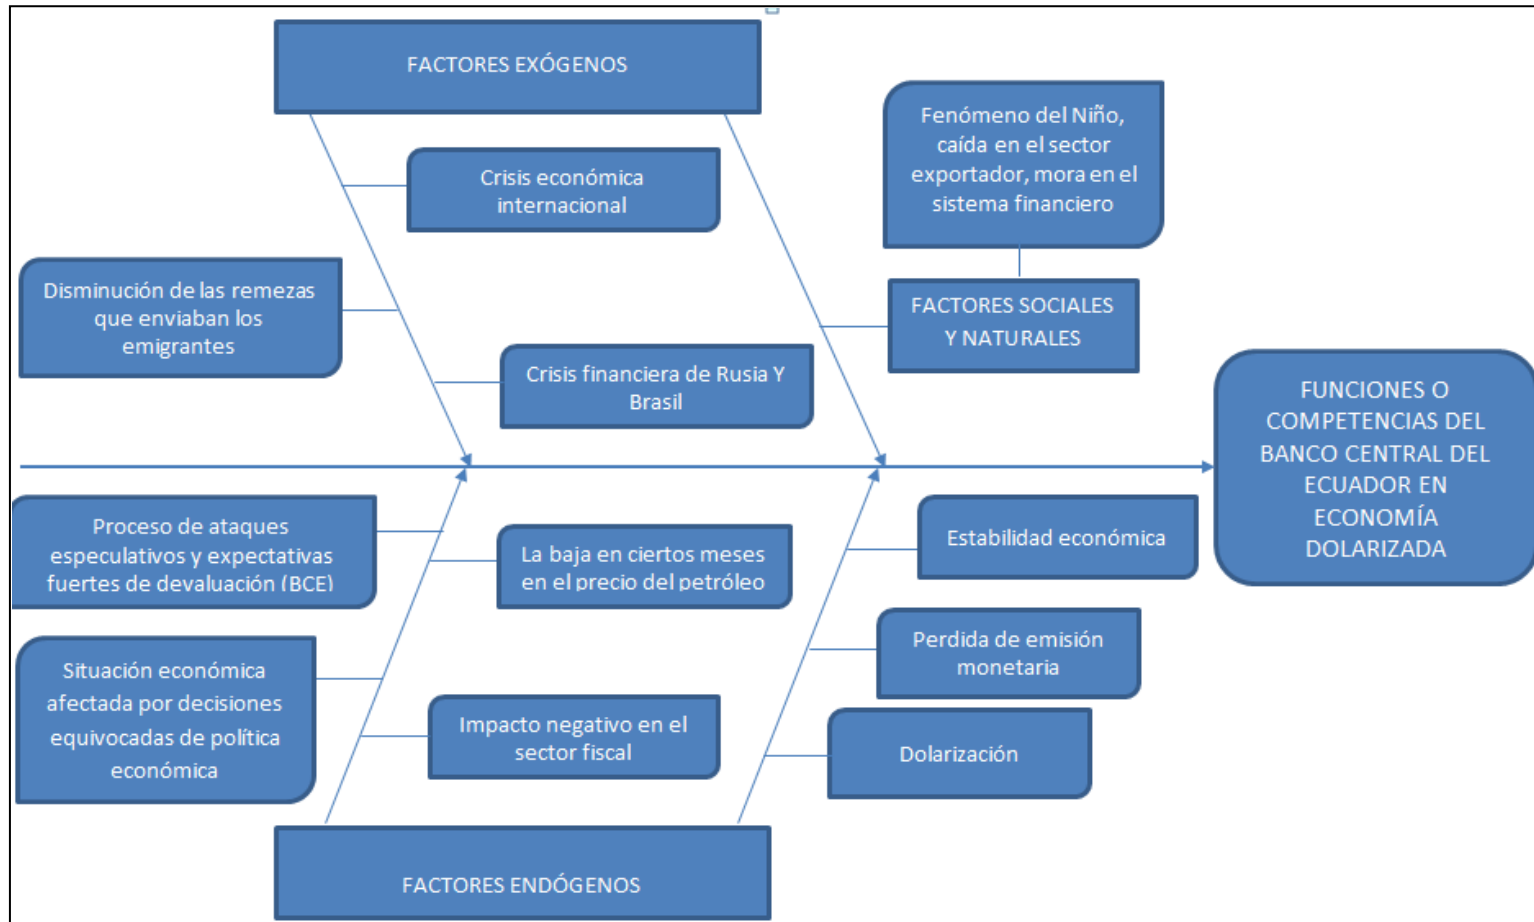 FACTORES EXÓGENOS
Crisis económica
internacional
Fenómeno del Niño,
caída en el sector
exportador, mora en el
sistema financiero
Disminución de las remezas
que enviaban los
emigrantes
FACTORES SOCIALES
Y NATURALES
Crisis financiera de Rusia Y
Brasil
FUNCIONES O
COMPETENCIAS DEL
BANCO CENTRAL DEL
ECUADOR EN
ECONOMÍA
DOLARIZADA
Proceso de ataques
especulativos y expectativas
fuertes de devaluación (BCE)
La baja en ciertos meses
en el precio del petróleo
Estabilidad económica
Situación económica
afectada por decisiones
equivocadas de política
económica
Impacto negativo en el
sector fiscal
Perdida de emisión
monetaria
Dolarización
FACTORES ENDÓGENOS